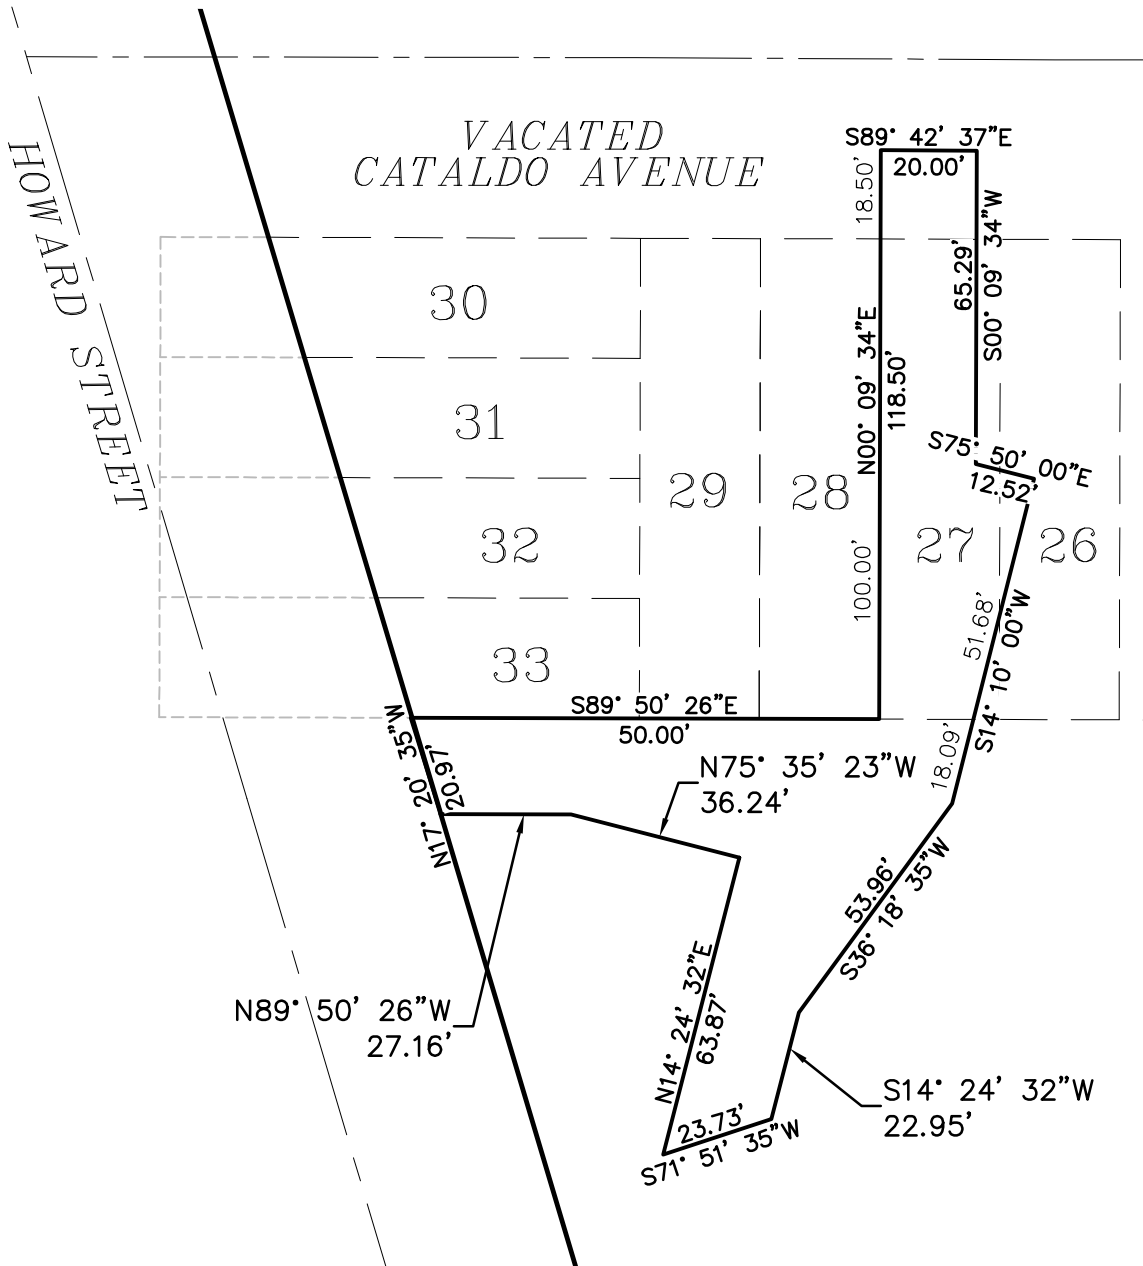 VACATED
CATALDO AVENUE
HOWARD STREET
S89° 42' 37"E
20.00'
18.50'
65.29'
S00° 09' 34"W
N00° 09' 34"E
118.50'
30
31
32
33
29
28
27
26
S75° 50' 00"E
12.52'
100.00'
51.68'
S14° 10' 00"W
18.09'
S89° 50' 26"E
50.00'
N17° 20' 35"W
20.97'
N75° 35' 23"W
36.24'
53.96'
S36° 18' 35"W
N89° 50' 26"W
27.16'
N14° 24' 32"E
63.87'
S14° 24' 32"W
22.95'
23.73'
S71° 51' 35"W